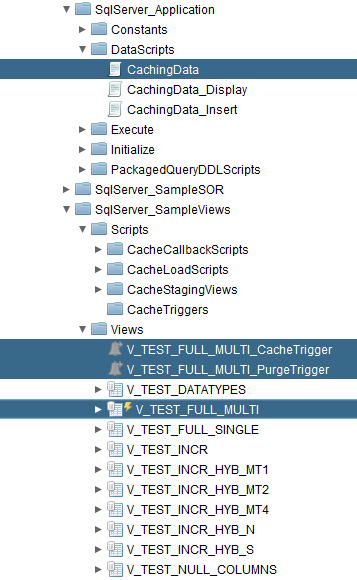 SqlServer_Application
Constants
DataScripts
CachingData
CachingData_Display
CachingData_Insert
Execute
Initialize
PackagedQueryDDLScripts
SqlServer_SampleSOR
SqlServer_SampleViews
Scripts
CacheCallbackScripts
CacheLoadScripts
CacheStagingViews
CacheTriggers
Views
V_TEST_FULL_MULTI_CacheTrigger
V_TEST_FULL_MULTI_PurgeTrigger
V_TEST_DATATYPES
V_TEST_FULL_MULTI
V_TEST_FULL_SINGLE
V_TEST_INCR
V_TEST_INCR_HYB_MT1
V_TEST_INCR_HYB_MT2
V_TEST_INCR_HYB_MT4
V_TEST_INCR_HYB_N
V_TEST_INCR_HYB_S
V_TEST_NULL_COLUMNS